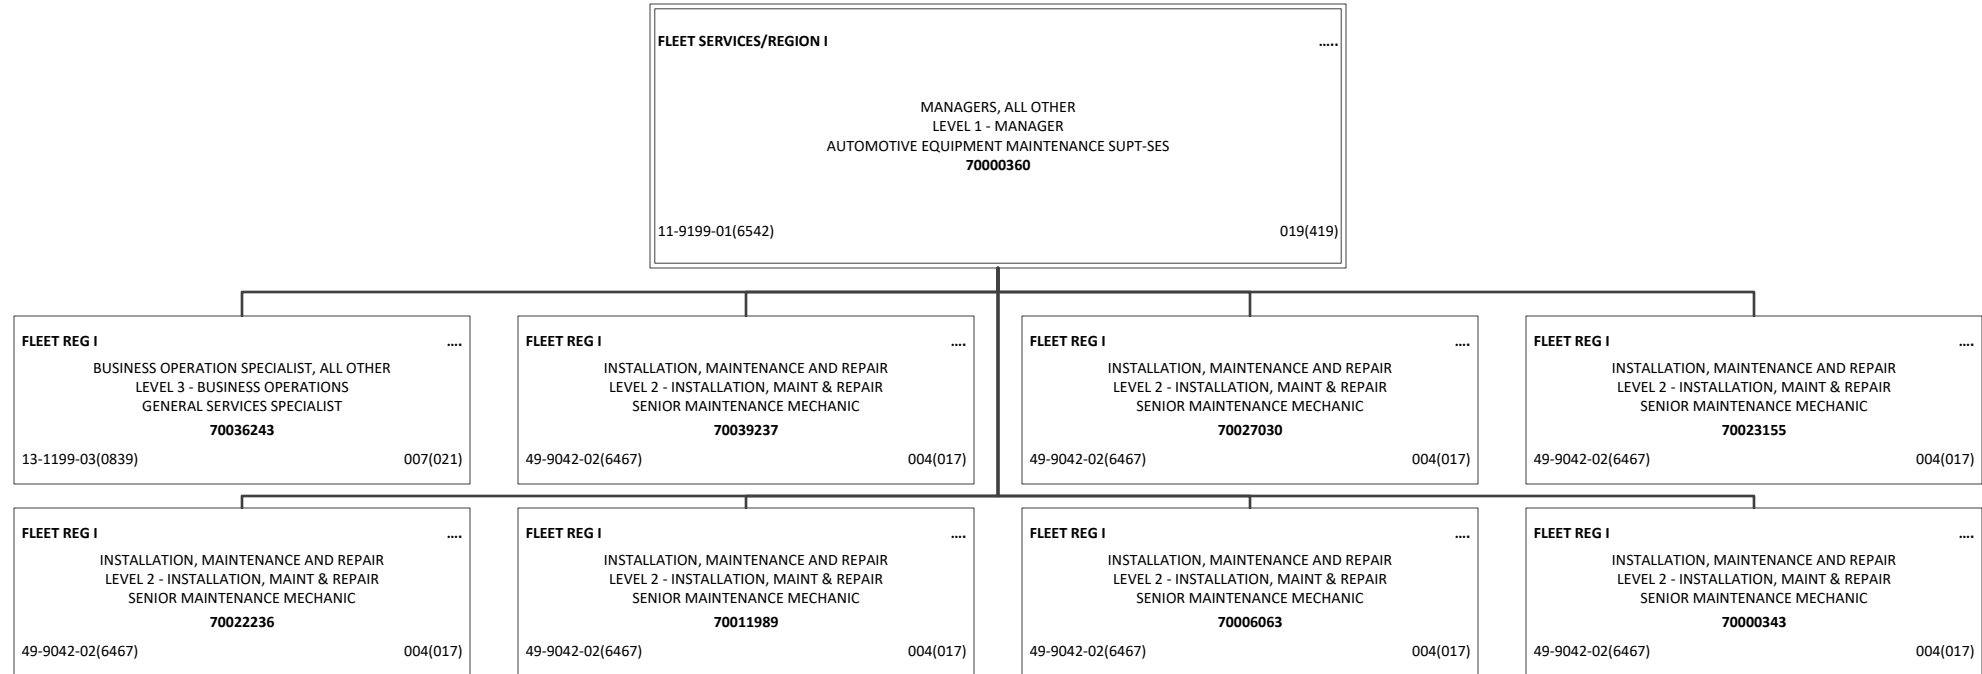 FLEET SERVICES/REGION I .....
MANAGERS, ALL OTHER
LEVEL 1 - MANAGER
AUTOMOTIVE EQUIPMENT MAINTENANCE SUPT-SES
70000360
11-9199-01(6542) 019(419)
FLEET REG I ....
BUSINESS OPERATION SPECIALIST, ALL OTHER
LEVEL 3 - BUSINESS OPERATIONS
GENERAL SERVICES SPECIALIST
70036243
13-1199-03(0839) 007(021)
FLEET REG I ....
INSTALLATION, MAINTENANCE AND REPAIR
LEVEL 2 - INSTALLATION, MAINT & REPAIR
SENIOR MAINTENANCE MECHANIC
70039237
49-9042-02(6467) 004(017)
FLEET REG I ....
INSTALLATION, MAINTENANCE AND REPAIR
LEVEL 2 - INSTALLATION, MAINT & REPAIR
SENIOR MAINTENANCE MECHANIC
70027030
49-9042-02(6467) 004(017)
FLEET REG I ....
INSTALLATION, MAINTENANCE AND REPAIR
LEVEL 2 - INSTALLATION, MAINT & REPAIR
SENIOR MAINTENANCE MECHANIC
70023155
49-9042-02(6467) 004(017)
FLEET REG I ....
INSTALLATION, MAINTENANCE AND REPAIR
LEVEL 2 - INSTALLATION, MAINT & REPAIR
SENIOR MAINTENANCE MECHANIC
70022236
49-9042-02(6467) 004(017)
FLEET REG I ....
INSTALLATION, MAINTENANCE AND REPAIR
LEVEL 2 - INSTALLATION, MAINT & REPAIR
SENIOR MAINTENANCE MECHANIC
70011989
49-9042-02(6467) 004(017)
FLEET REG I ....
INSTALLATION, MAINTENANCE AND REPAIR
LEVEL 2 - INSTALLATION, MAINT & REPAIR
SENIOR MAINTENANCE MECHANIC
70006063
49-9042-02(6467) 004(017)
FLEET REG I ....
INSTALLATION, MAINTENANCE AND REPAIR
LEVEL 2 - INSTALLATION, MAINT & REPAIR
SENIOR MAINTENANCE MECHANIC
70000343
49-9042-02(6467) 004(017)